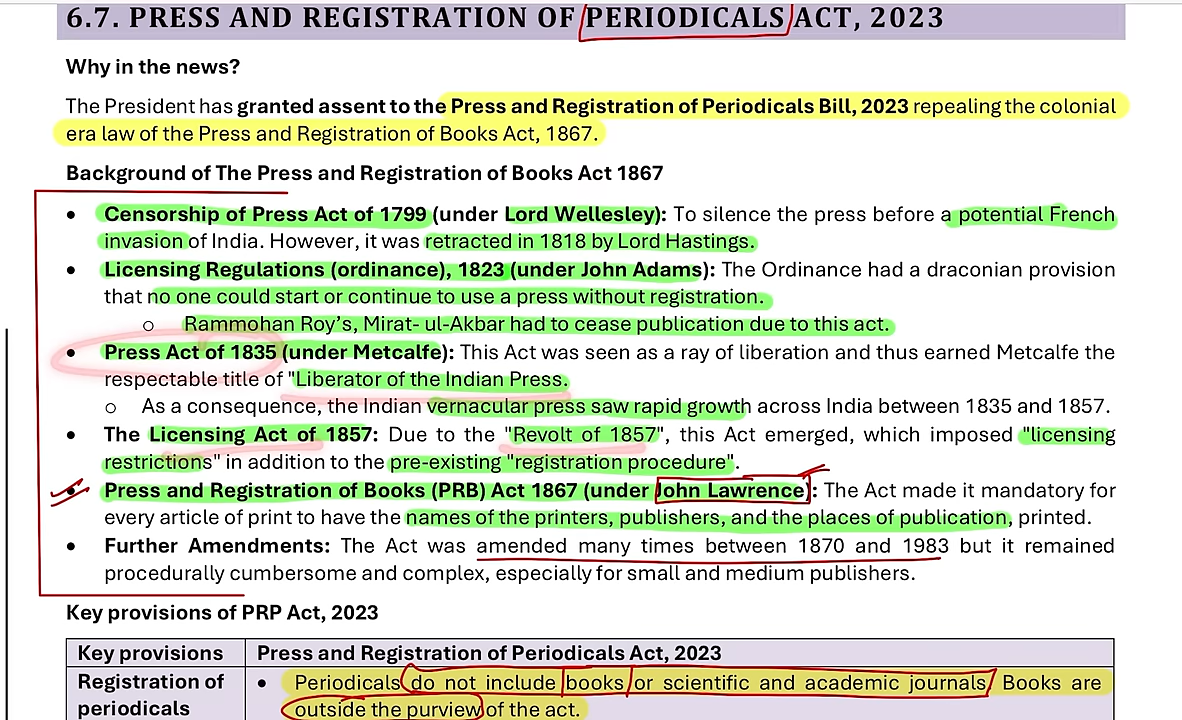 6.7. PRESS AND REGISTRATION OF PERIODICALS ACT, 2023
Why in the news?
The President has granted assent to the Press and Registration of Periodicals Bill, 2023 repealing the colonial
era law of the Press and Registration of Books Act, 1867.
Background of The Press and Registration of Books Act 1867
• Censorship of Press Act of 1799 (under Lord Wellesley): To silence the press before a potential French
invasion of India. However, it was retracted in 1818 by Lord Hastings.
• Licensing Regulations (ordinance), 1823 (under John Adams): The Ordinance had a draconian provision
that no one could start or continue to use a press without registration.
o Rammohan Roy’s, Mirat- ul-Akbar had to cease publication due to this act.
• Press Act of 1835 (under Metcalfe): This Act was seen as a ray of liberation and thus earned Metcalfe the
respectable title of "Liberator of the Indian Press.
o As a consequence, the Indian vernacular press saw rapid growth across India between 1835 and 1857.
• The Licensing Act of 1857: Due to the "Revolt of 1857", this Act emerged, which imposed "licensing
restrictions" in addition to the pre-existing "registration procedure".
• Press and Registration of Books (PRB) Act 1867 (under John Lawrence): The Act made it mandatory for
every article of print to have the names of the printers, publishers, and the places of publication, printed.
• Further Amendments: The Act was amended many times between 1870 and 1983 but it remained
procedurally cumbersome and complex, especially for small and medium publishers.
Key provisions of PRP Act, 2023
Key provisions Press and Registration of Periodicals Act, 2023
Registration of • Periodicals do not include books or scientific and academic journals Books are
periodicals outside the purview of the act.